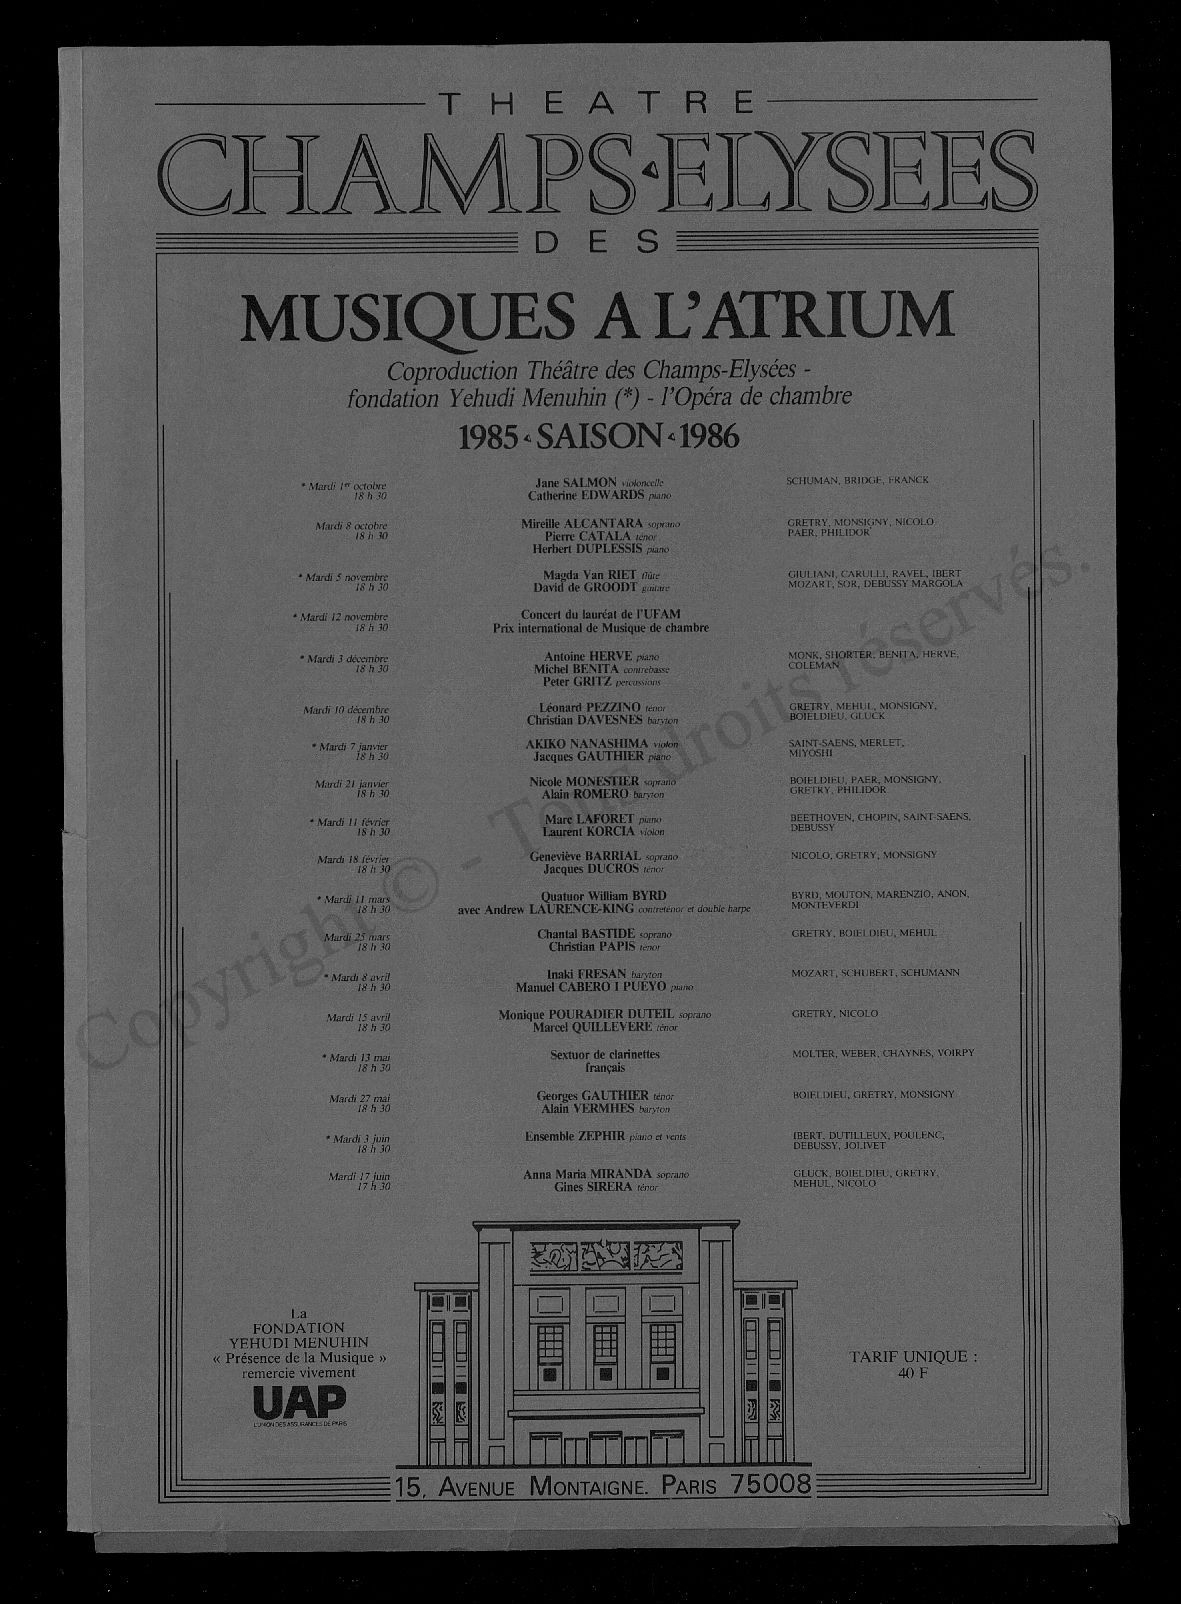 THEATRE
CHAMPS-ELYSEES
DES
MUSIQUES A L'ATRIUM
Coproduction Théâtre des Champs-Elysées -
fondation Yehudi Menuhin (*) - l'Opéra de chambre
1985 SAISON 1986
* Mardi 1er octobre
18 h 30
Jane SALMON violoncelle
Catherine EDWARDS piano
SCHUMAN, BRIDGE, FRANCK
Mardi 8 octobre
18 h 30
Mireille ALCANTARA soprano
Pierre CATALA ténor
Herbert DUPLESSIS piano
GRETRY, MONSIGNY, NICOLO
PAER, PHILIDOR
* Mardi 5 novembre
18 h 30
Magda Van RIET flûte
David de GROODT guitare
GIULIANI, CARULLI, RAVEL, IBERT
MOZART, SOR, DEBUSSY MARGOLA
* Mardi 12 novembre
18 h 30
Concert du lauréat de l'UFAM
Prix international de Musique de chambre
* Mardi 3 décembre
18 h 30
Antoine HERVE piano
Michel BENITA contrebasse
Peter GRITZ percussions
MONK, SHORTER, BENITA, HERVE,
COLEMAN
Mardi 10 décembre
18 h 30
Léonard PEZZINO ténor
Christian DAVESNES baryton
GRETRY, MEHUL, MONSIGNY,
BOIELDIEU, GLUCK
* Mardi 7 janvier
18 h 30
AKIKO NANASHIMA violon
Jacques GAUTHIER piano
SAINT-SAENS, MERLET,
MIYOSHI
Mardi 21 janvier
18 h 30
Nicole MONESTIER soprano
Alain ROMERO baryton
BOIELDIEU, PAER, MONSIGNY,
GRETRY, PHILIDOR
* Mardi 11 février
18 h 30
Marc LAFORET piano
Laurent KORCIA violon
BEETHOVEN, CHOPIN, SAINT-SAENS,
DEBUSSY
Mardi 18 février
18 h 30
Geneviève BARRIAL soprano
Jacques DUCROS ténor
NICOLO, GRETRY, MONSIGNY
* Mardi 11 mars
18 h 30
Quatuor William BYRD
avec Andrew LAURENCE-KING contreténor et double harpe
BYRD, MOUTON, MARENZIO, ANON,
MONTEVERDI
Mardi 25 mars
18 h 30
Chantal BASTIDE soprano
Christian PAPIS ténor
GRETRY, BOIELDIEU, MEHUL
* Mardi 8 avril
18 h 30
Inaki FRESAN baryton
Manuel CABERO I PUEYO piano
MOZART, SCHUBERT, SCHUMANN
Mardi 15 avril
18 h 30
Monique POURADIER DUTEIL soprano
Marcel QUILLEVERE ténor
GRETRY, NICOLO
* Mardi 13 mai
18 h 30
Sextuor de clarinettes
français
MOLTER, WEBER, CHAYNES, VOIRPY
Mardi 27 mai
18 h 30
Georges GAUTHIER ténor
Alain VERMHES baryton
BOIELDIEU, GRETRY, MONSIGNY
* Mardi 3 juin
18 h 30
Ensemble ZEPHIR piano et vents
IBERT, DUTILLEUX, POULENC,
DEBUSSY, JOLIVET
Mardi 17 juin
17 h 30
Anna Maria MIRANDA soprano
Gines SIRERA ténor
GLUCK, BOIELDIEU, GRETRY,
MEHUL, NICOLO
La
FONDATION
YEHUDI MENUHIN
« Présence de la Musique »
remercie vivement
UAP
L'UNION DES ASSURANCES DE PARIS
TARIF UNIQUE :
40 F
15, AVENUE MONTAIGNE. PARIS 75008
Copyright © - Tous droits réservés.